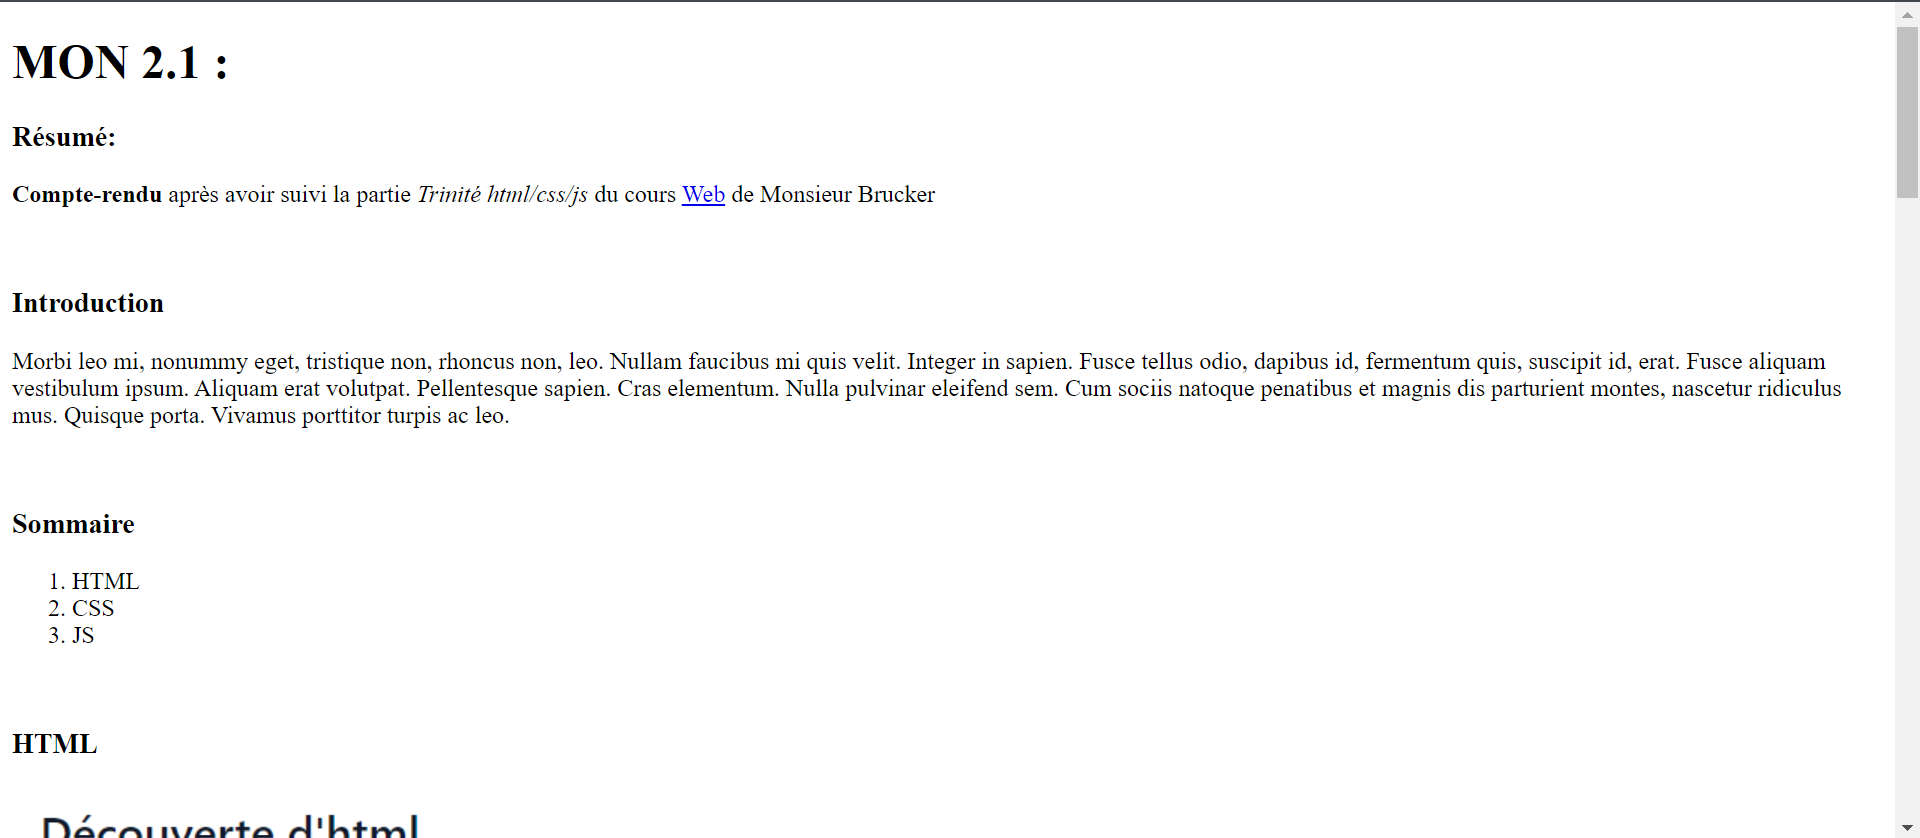 MON 2.1 :
Résumé:
Compte-rendu après avoir suivi la partie Trinité html/css/js du cours Web de Monsieur Brucker
Introduction
Morbi leo mi, nonummy eget, tristique non, rhoncus non, leo. Nullam faucibus mi quis velit. Integer in sapien. Fusce tellus odio, dapibus id, fermentum quis, suscipit id, erat. Fusce aliquam
vestibulum ipsum. Aliquam erat volutpat. Pellentesque sapien. Cras elementum. Nulla pulvinar eleifend sem. Cum sociis natoque penatibus et magnis dis parturient montes, nascetur ridiculus
mus. Quisque porta. Vivamus porttitor turpis ac leo.
Sommaire
1. HTML
2. CSS
3. JS
HTML
Découverte d'html